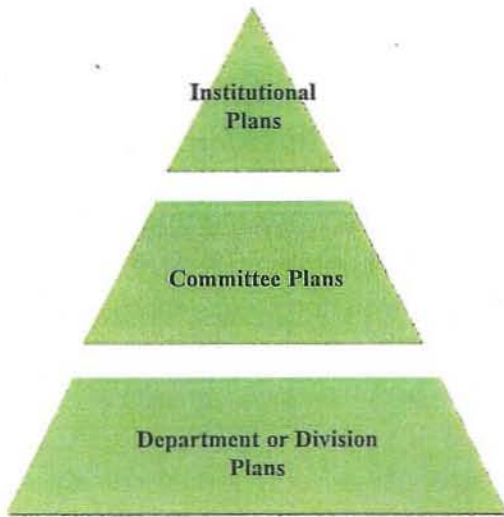 Institutional
Plans
Committee Plans
Department or Division
Plans